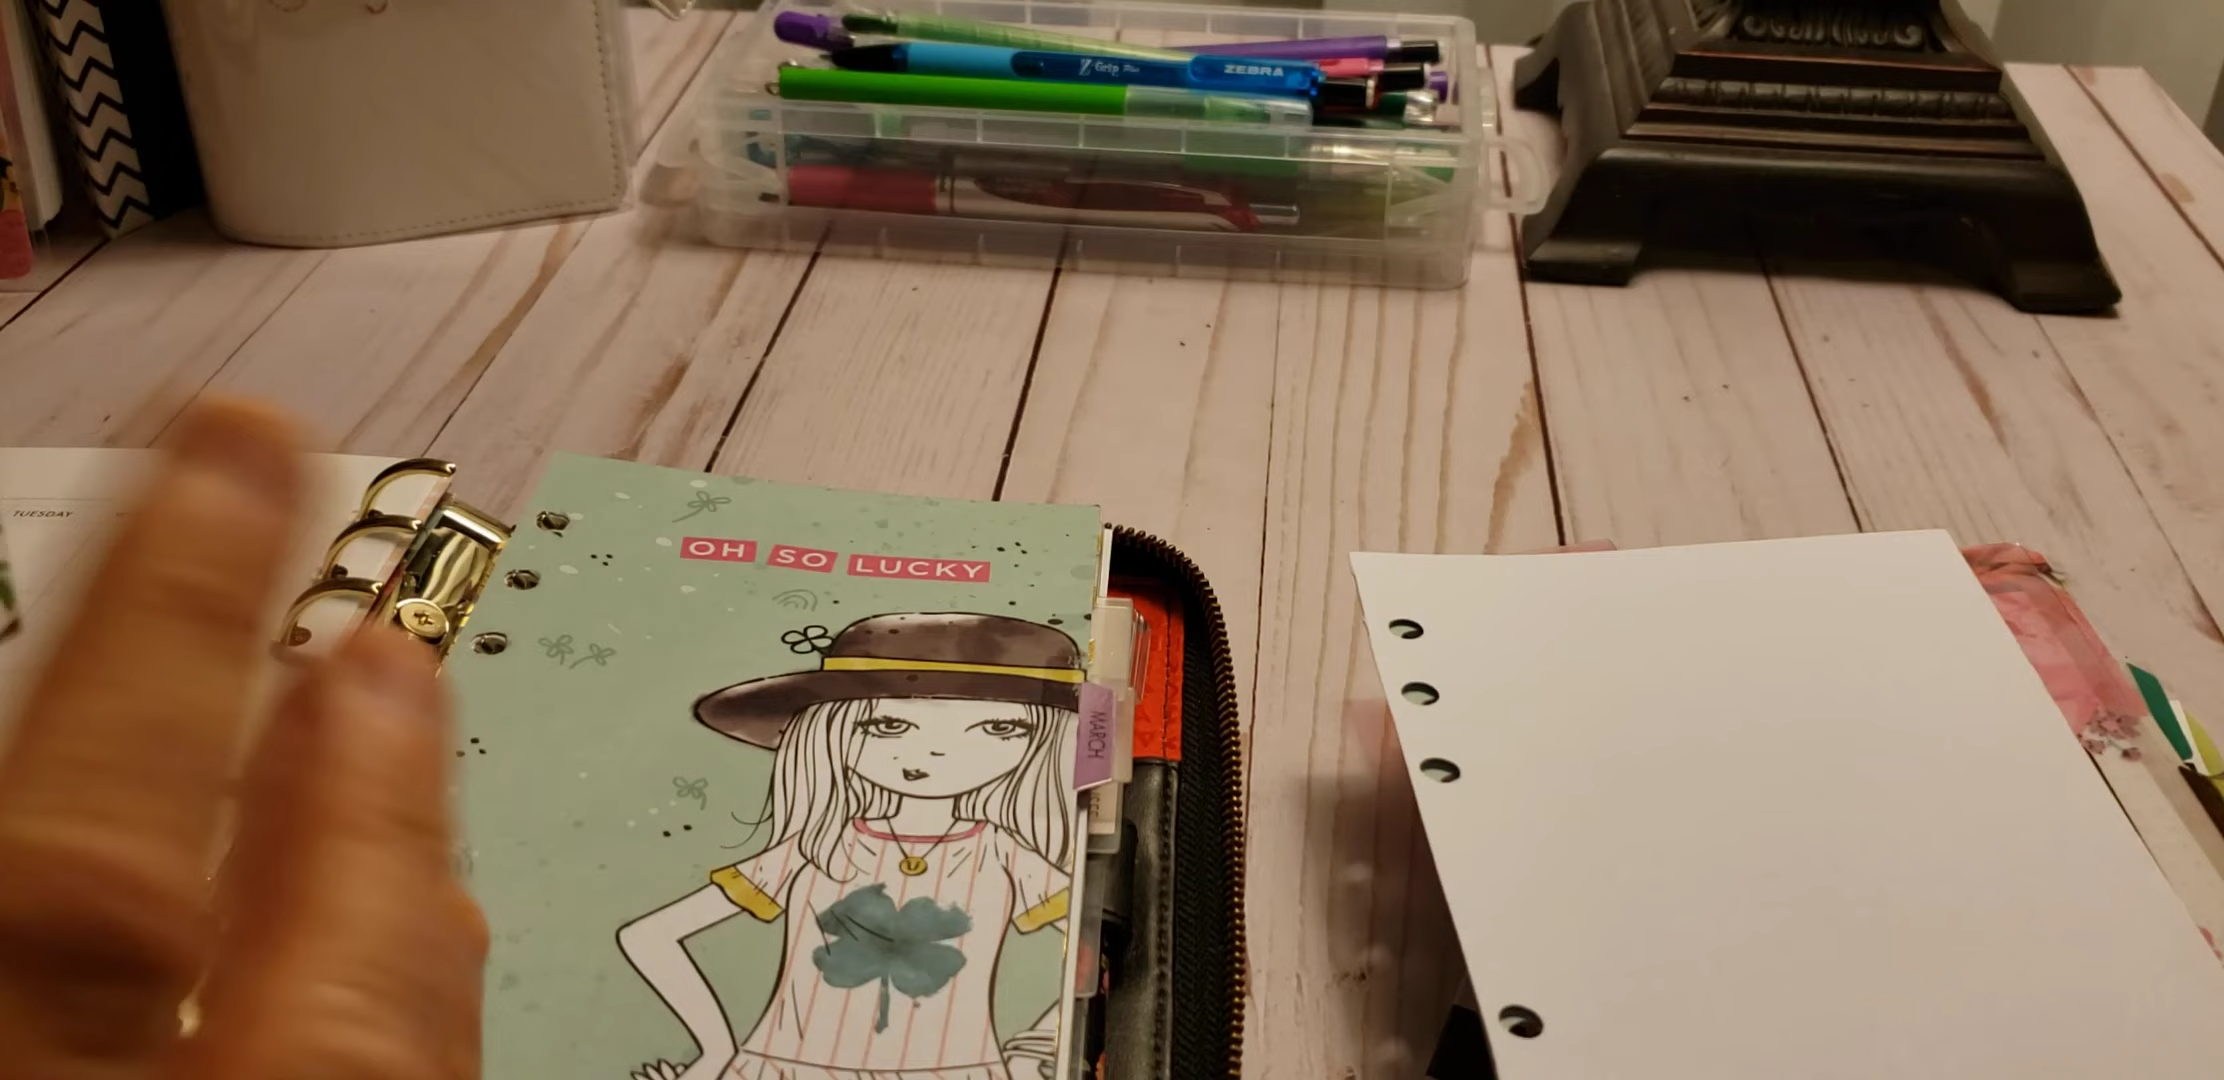 Z-Grip Plus ZEBRA
TUESDAY
OH SO LUCKY
MARCH
U